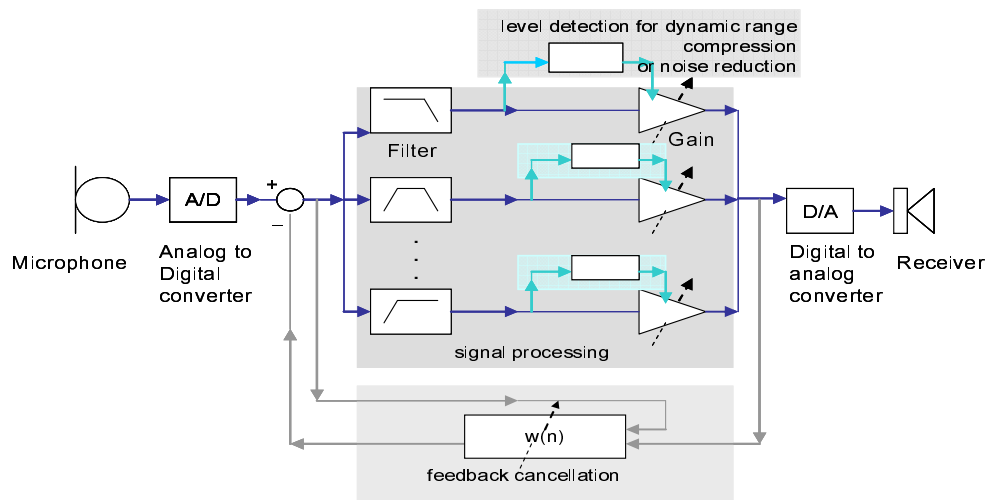 level detection for dynamic range
compression
or noise reduction
Filter
Gain
+
A/D
_
D/A
Microphone
Analog to
Digital
converter
Digital to
analog
converter
Receiver
signal processing
w(n)
feedback cancellation